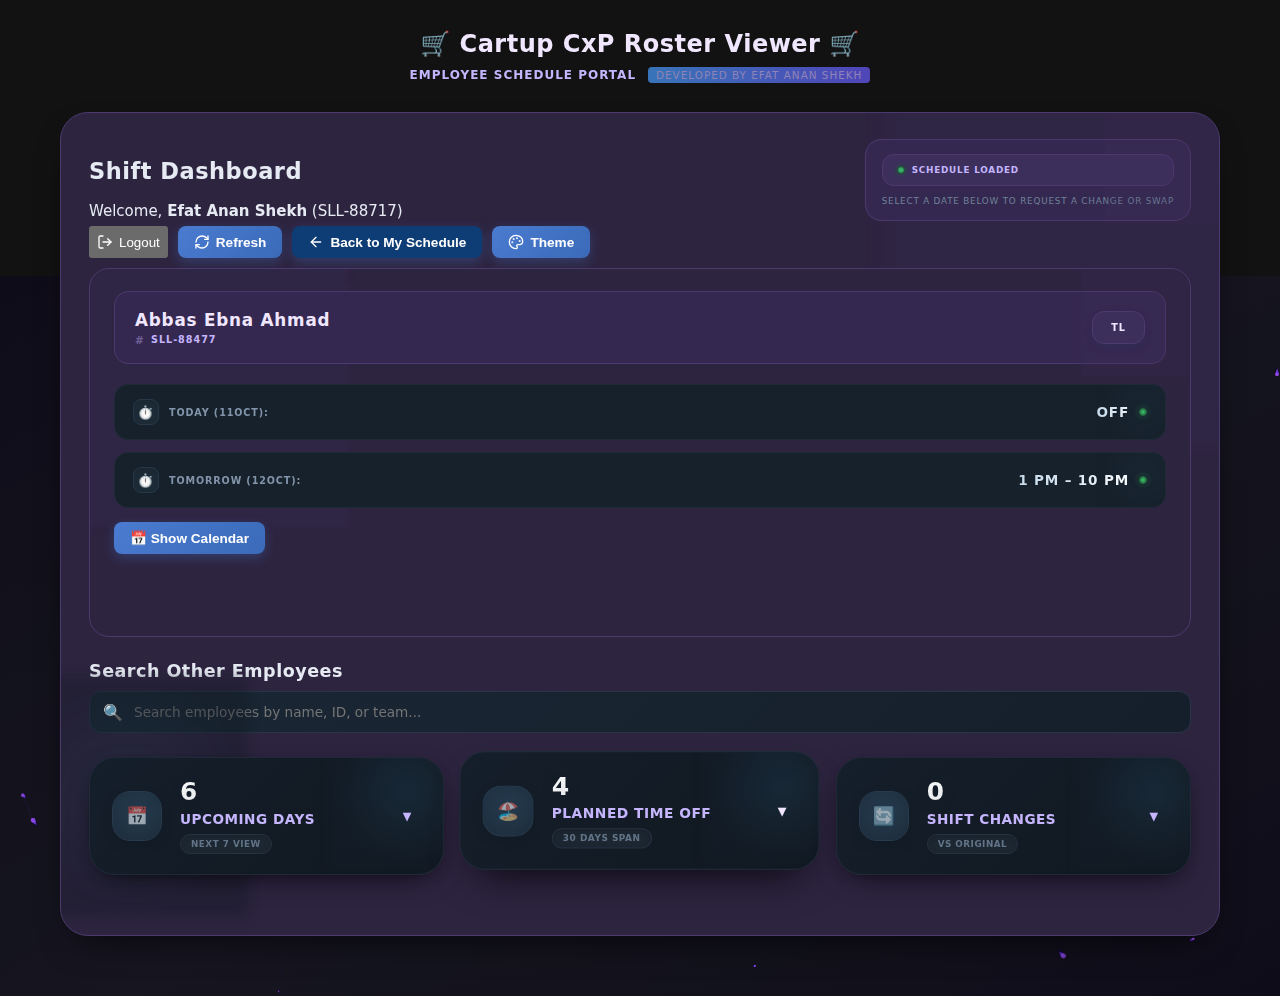 🛒 Cartup CxP Roster Viewer 🛒
EMPLOYEE SCHEDULE PORTAL DEVELOPED BY EFAT ANAN SHEKH
Shift Dashboard
SCHEDULE LOADED
SELECT A DATE BELOW TO REQUEST A CHANGE OR SWAP
Welcome, Efat Anan Shekh (SLL-88717)
Logout Refresh Back to My Schedule Theme
Abbas Ebna Ahmad
# SLL-88477
TL
TODAY (11OCT): OFF
TOMORROW (12OCT): 1 PM – 10 PM
📅 Show Calendar
Search Other Employees
🔍 Search employees by name, ID, or team...
6
UPCOMING DAYS
NEXT 7 VIEW
▼
4
PLANNED TIME OFF
30 DAYS SPAN
▼
0
SHIFT CHANGES
VS ORIGINAL
▼